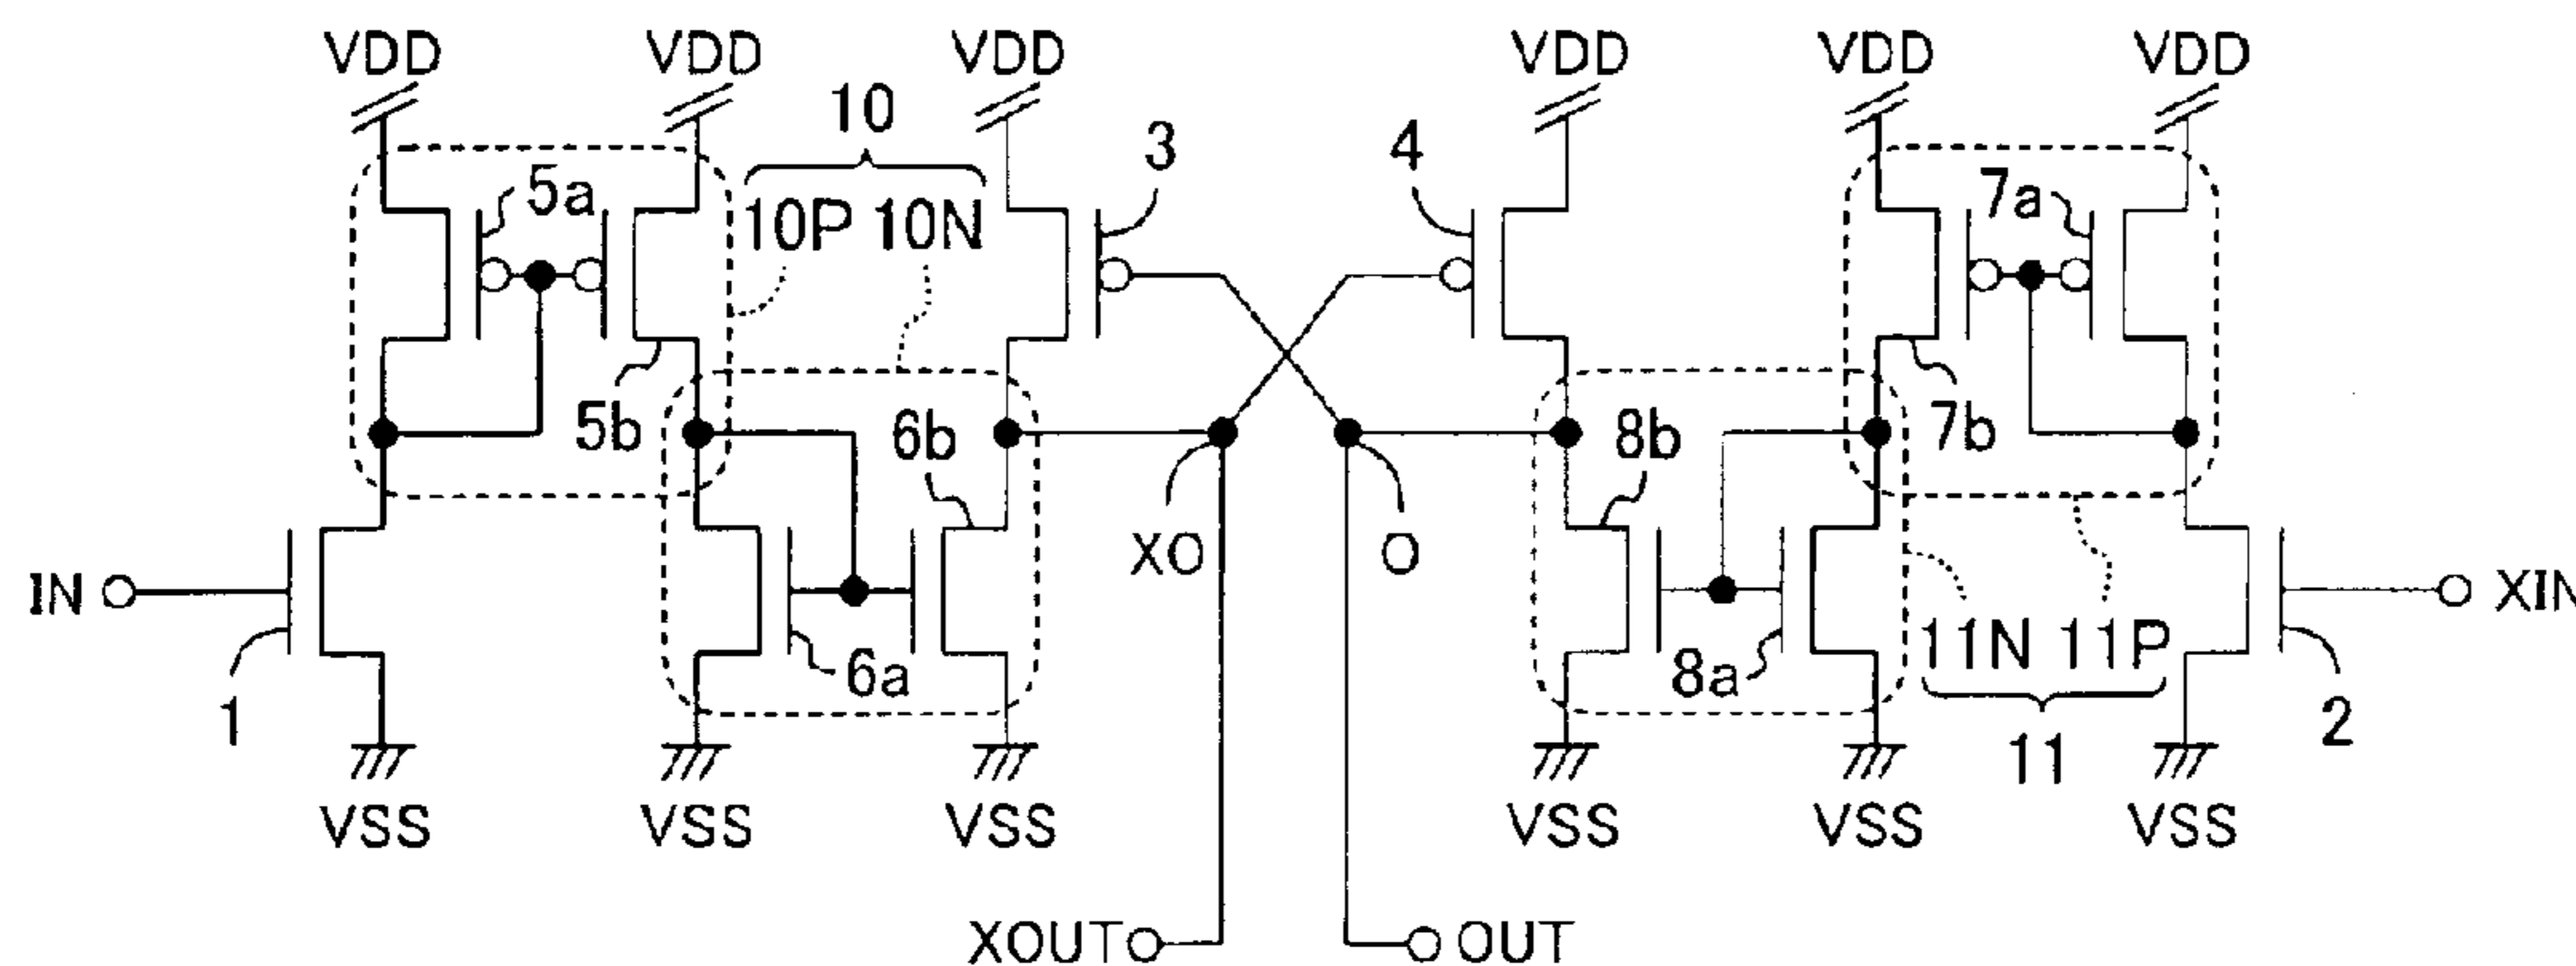 VDD VDD VDD VDD VDD VDD
10
3 4
5a 7a
10P 10N
5b 6b 8b 7b
XO O
IN XIN
6a 8a 11N 11P
1 2
11
VSS VSS VSS VSS VSS VSS
XOUT OUT